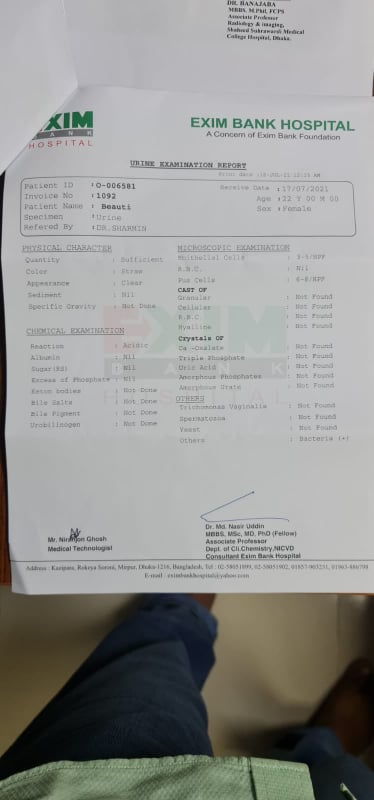 DR. BANAJABA
MBBS. M.Phil, FCPS
Associate Professor
Radiology & imaging,
Shaheed Suhrawardi Medical
College Hospital, Dhaka.
EXIM
BANK
HOSPITAL
EXIM BANK HOSPITAL
A Concern of Exim Bank Foundation
URINE EXAMINATION REPORT
Print date :18-JUL-21 12:25 AM
Patient ID : O-006581
Receive Date : 17/07/2021
Invoice No : 1092
Age : 22 Y 00 M 00
Patient Name : Beauti
Sex : Female
Specimen : Urine
Refered By : DR.SHARMIN
PHYSICAL CHARACTER
Quantity : Sufficient
Color : Straw
Appearance : Clear
Sediment : Nil
Specific Gravity : Not Done
CHEMICAL EXAMINATION
Reaction : Acidic
Albumin : Nil
Sugar(RS) : Nil
Excess of Phosphate : Nil
Keton bodies : Not Done
Bile Salts : Not Done
Bile Pigment : Not Done
Urobilinogen : Not Done
MICROSCOPIC EXAMINATION
Ephithelial Cells : 3-5/HPF
R.B.C. : Nil
Pus Cells : 6-8/HPF
CAST OF
Granular : Not Found
Cellular : Not Found
R.B.C : Not Found
Hyalline : Not Found
Crystals OF
Ca -Oxalate : Not Found
Triple Phosphate : Not Found
Uric Acid : Not Found
Amorphous Phosphates : Not Found
Amorphous Urate : Not Found
OTHERS
Trichomonas Vaginalis : Not Found
Spermatozoa : Not Found
Yeast : Not Found
Others : Bacteria (+)
EXIM
BANK
HOSPITAL
Mr. Niranjon Ghosh
Medical Technologist
Dr. Md. Nasir Uddin
MBBS, MSc, MD, PhD (Fellow)
Associate Professor
Dept. of Cli.Chemistry,NICVD
Consultant Exim Bank Hospital
Address : Kazipara, Rokeya Soroni, Mirpur, Dhaka-1216, Bangladesh, Tel : 02-58051899, 02-58051902, 01857-903231, 01963-886798
E-mail : eximbankhospital@yahoo.com